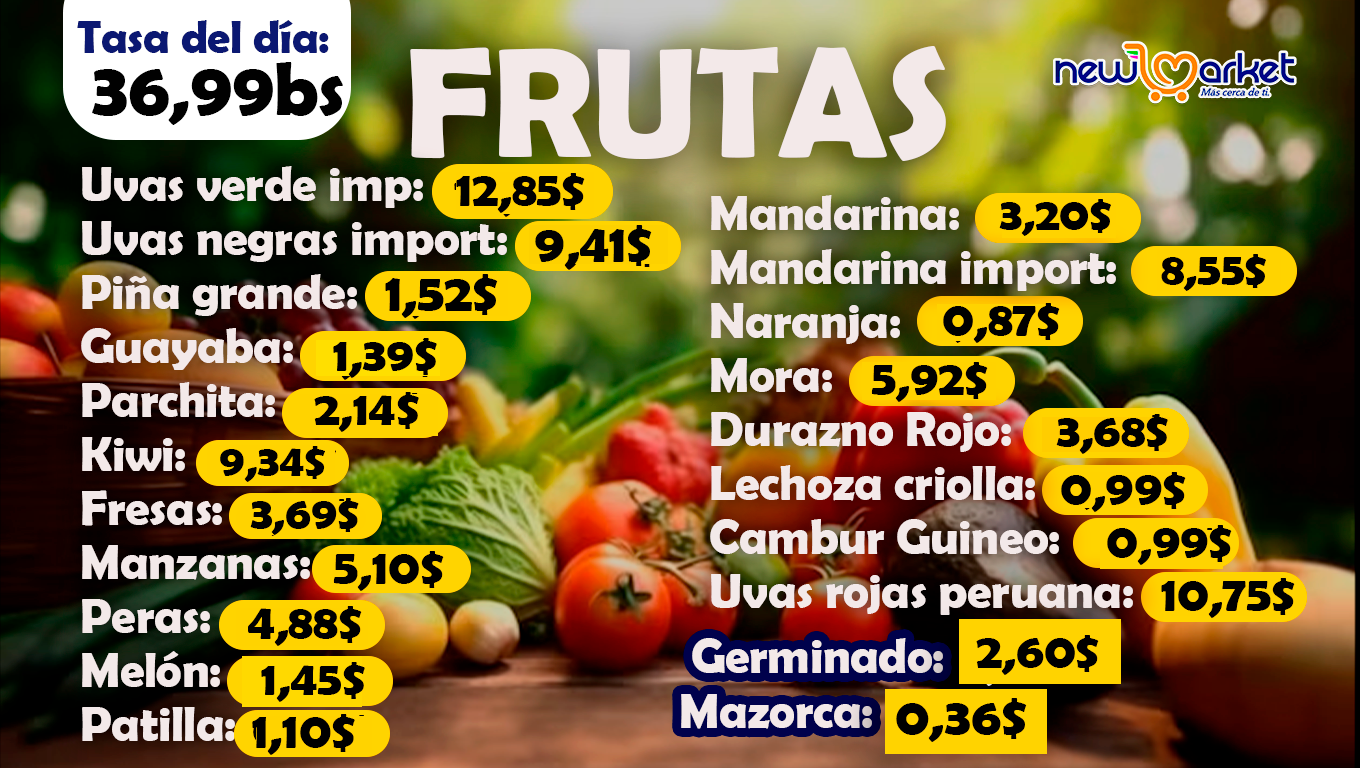 Tasa del día:
36,99bs
FRUTAS
new market
Más cerca de ti.
Uvas verde imp: 12,85$
Uvas negras import: 9,41$
Piña grande: 1,52$
Guayaba: 1,39$
Parchita: 2,14$
Kiwi: 9,34$
Fresas: 3,69$
Manzanas: 5,10$
Peras: 4,88$
Melón: 1,45$
Patilla: 1,10$
Mandarina: 3,20$
Mandarina import: 8,55$
Naranja: 0,87$
Mora: 5,92$
Durazno Rojo: 3,68$
Lechoza criolla: 0,99$
Cambur Guineo: 0,99$
Uvas rojas peruana: 10,75$
Germinado: 2,60$
Mazorca: 0,36$